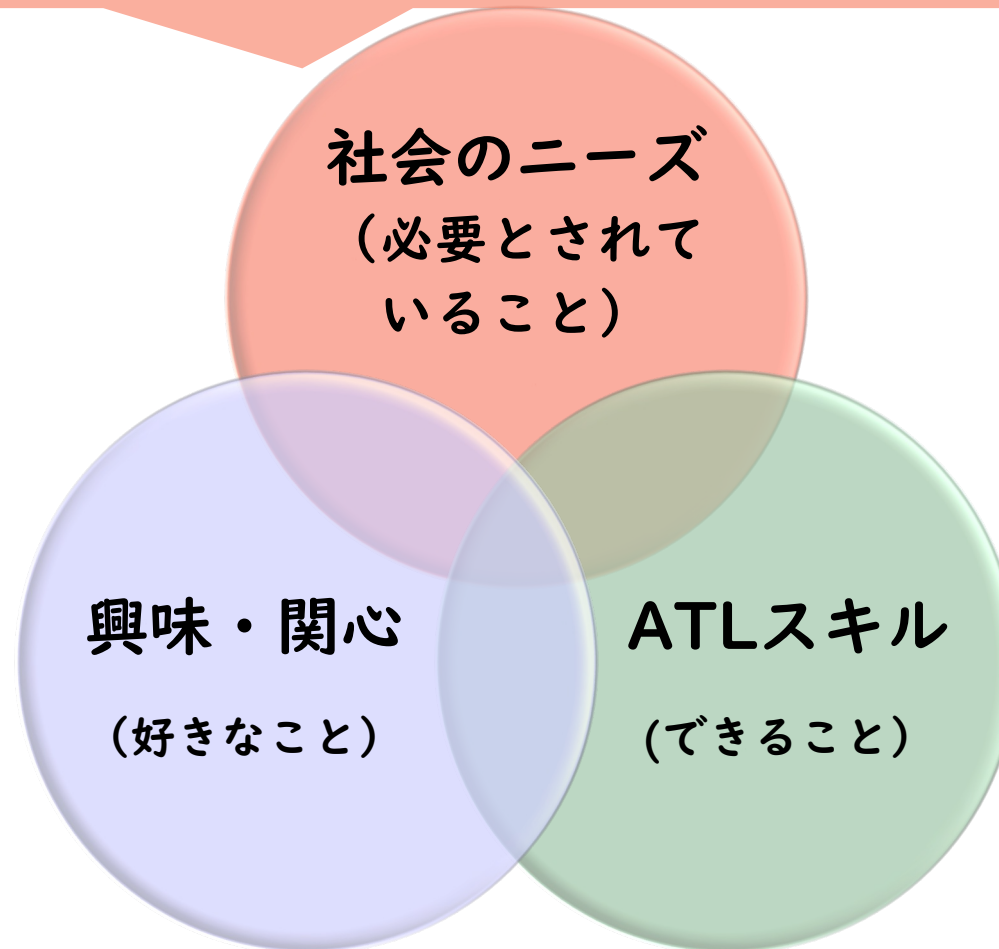 社会のニーズ
（必要とされて
いること）
興味・関心
（好きなこと）
ATLスキル
(できること）